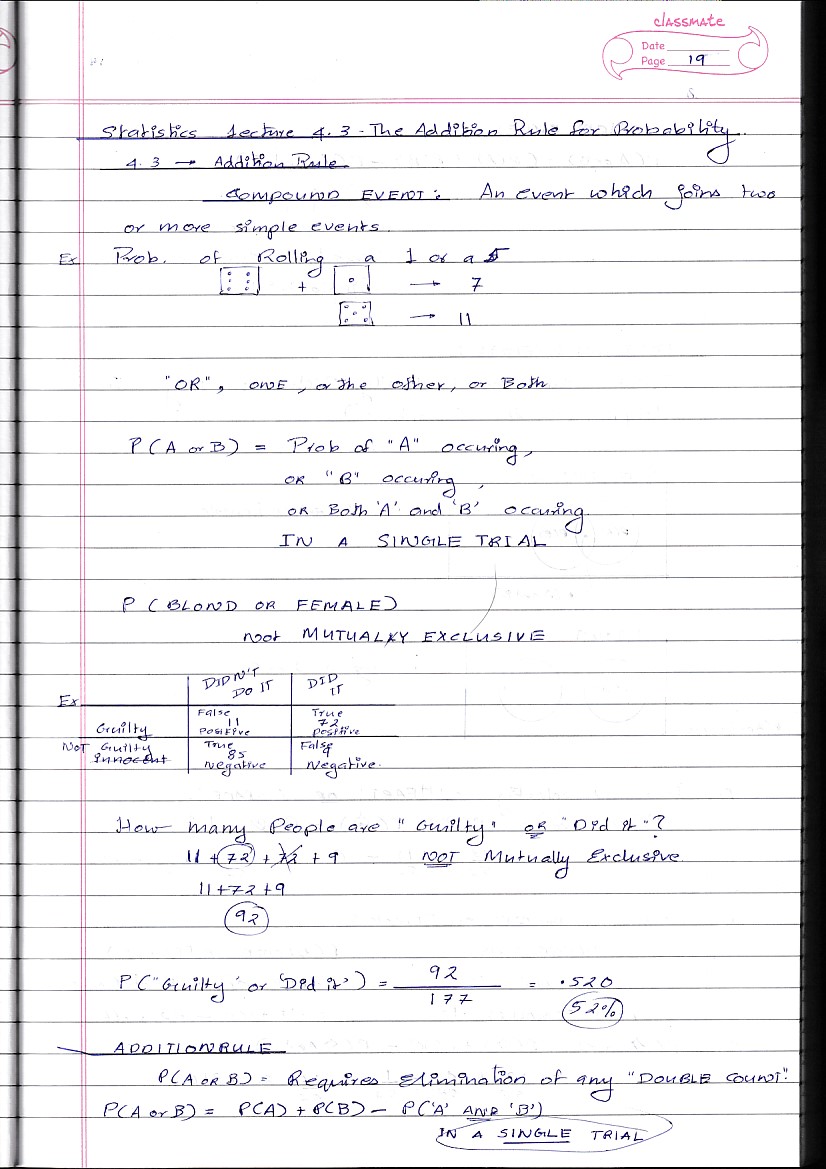 classmate
Date
Page 19
Statistics Lecture 4.3 - The Addition Rule for Probability
4.3 → Addition Rule
COMPOUND EVENT: An event which joins two
or more simple events.
Ex Prob. of Rolling a 1 or a 5
+ → 7
→ 11
"OR", ONE, or the other, or Both
P(A or B) = Prob of "A" occuring,
OR "B" occuring,
OR Both 'A' and 'B' occuring.
IN A SINGLE TRIAL
P (BLOND OR FEMALE)
Not MUTUALLY EXCLUSIVE
Ex DIDN'T DO IT DID IT
Guilty False 11 Positive True 72 Positive
NOT Guilty Innocent True 85 Negative False 9 Negative.
How many People are "Guilty" OR "Did it"?
11 + 72 + 72 + 9 NOT Mutually Exclusive
11+72+9
92
P("Guilty' or 'Did it') = 92 / 177 = .520
52%
ADDITION RULE
P(A OR B) = Requires Elimination of any "DOUBLE COUNT".
P(A or B) = P(A) + P(B) - P('A' AND 'B')
IN A SINGLE TRIAL